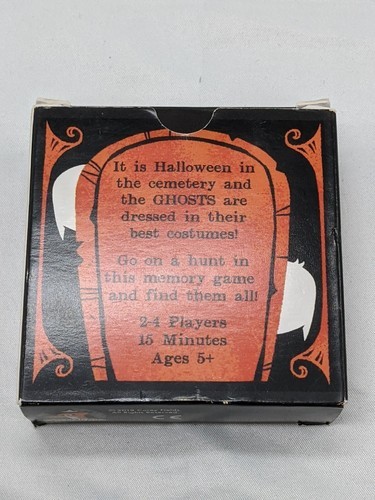 It is Halloween in
the cemetery and
the GHOSTS are
dressed in their
best costumes!
Go on a hunt in
this memory game
and find them all!
2-4 Players
15 Minutes
Ages 5+
CE